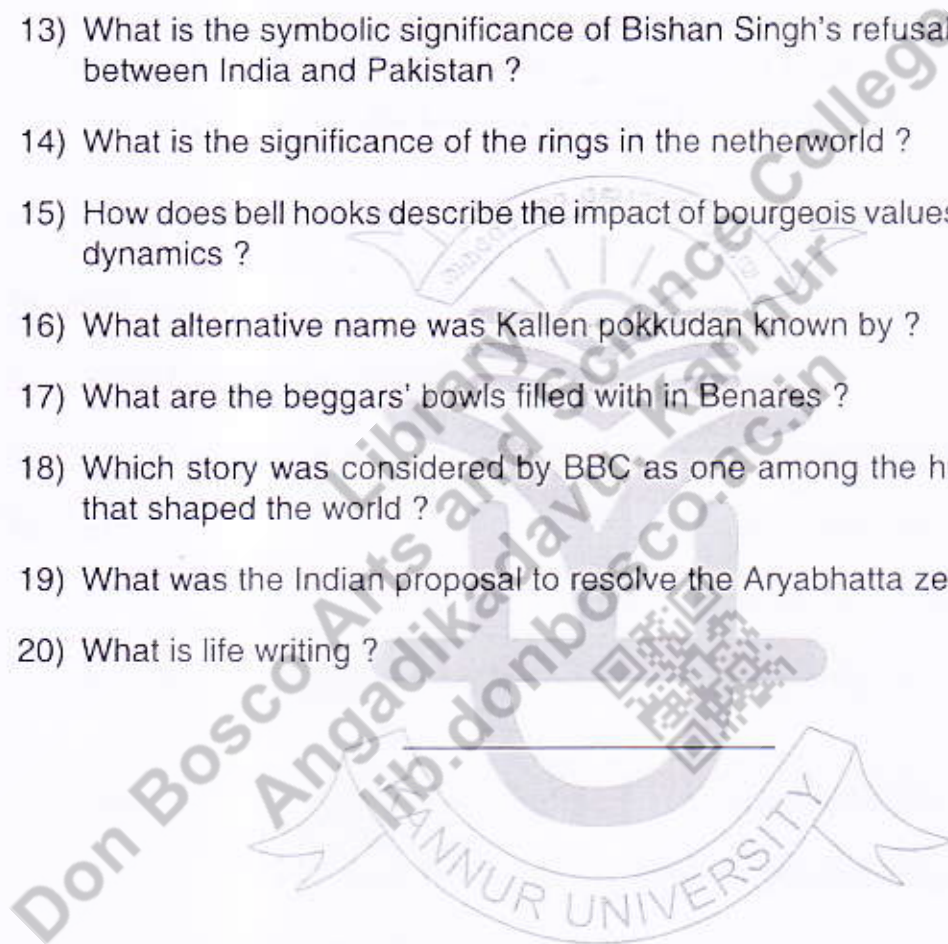 13) What is the symbolic significance of Bishan Singh's refusal
between India and Pakistan ?
14) What is the significance of the rings in the netherworld ?
15) How does bell hooks describe the impact of bourgeois values
dynamics ?
16) What alternative name was Kallen pokkudan known by ?
17) What are the beggars' bowls filled with in Benares ?
18) Which story was considered by BBC as one among the
that shaped the world ?
19) What was the Indian proposal to resolve the Aryabhatta
20) What is life writing ?
Library
Don Bosco Arts and Science College
Angadikadavu, Kannur
lib.donbosco.ac.in
KANNUR UNIVERSITY